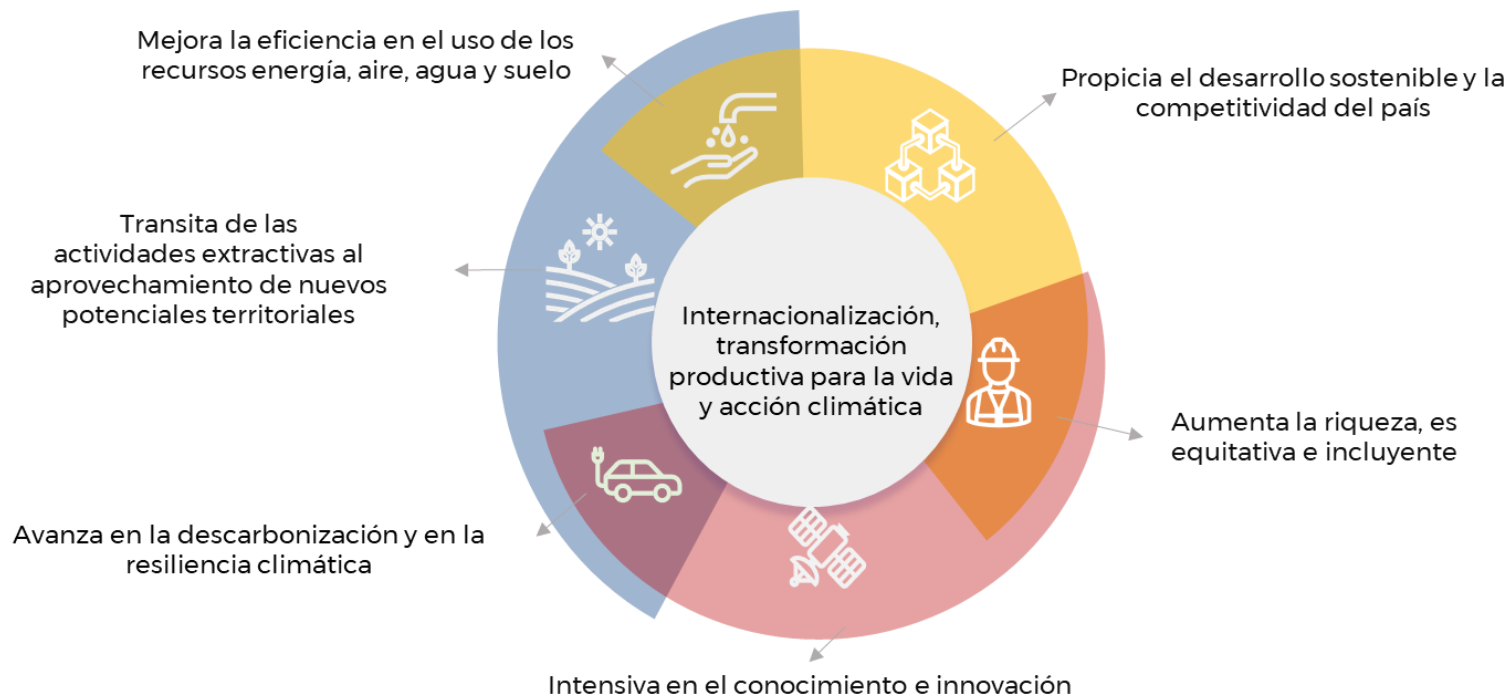 Mejora la eficiencia en el uso de los
recursos energía, aire, agua y suelo
Propicia el desarrollo sostenible y la
competitividad del país
Transita de las
actividades extractivas al
aprovechamiento de nuevos
potenciales territoriales
Internacionalización,
transformación
productiva para la vida
y acción climática
Aumenta la riqueza, es
equitativa e incluyente
Avanza en la descarbonización y en la
resiliencia climática
Intensiva en el conocimiento e innovación